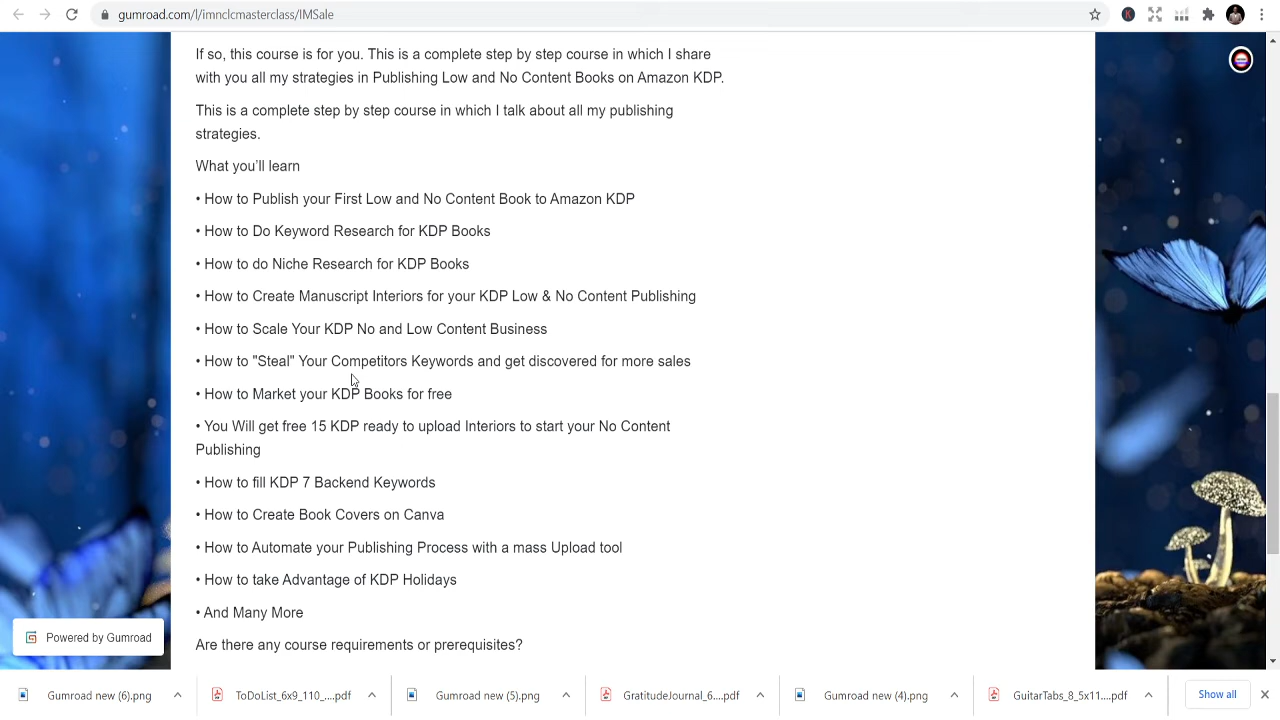 gumroad.com/l/imnclcmasterclass/IMSale
If so, this course is for you. This is a complete step by step course in which I share
with you all my strategies in Publishing Low and No Content Books on Amazon KDP.
This is a complete step by step course in which I talk about all my publishing
strategies.
What you’ll learn
• How to Publish your First Low and No Content Book to Amazon KDP
• How to Do Keyword Research for KDP Books
• How to do Niche Research for KDP Books
• How to Create Manuscript Interiors for your KDP Low & No Content Publishing
• How to Scale Your KDP No and Low Content Business
• How to "Steal" Your Competitors Keywords and get discovered for more sales
• How to Market your KDP Books for free
• You Will get free 15 KDP ready to upload Interiors to start your No Content
Publishing
• How to fill KDP 7 Backend Keywords
• How to Create Book Covers on Canva
• How to Automate your Publishing Process with a mass Upload tool
• How to take Advantage of KDP Holidays
• And Many More
Are there any course requirements or prerequisites?
Powered by Gumroad
Gumroad new (6).png ToDoList_6x9_110_....pdf Gumroad new (5).png GratitudeJournal_6....pdf Gumroad new (4).png GuitarTabs_8_5x11....pdf Show all